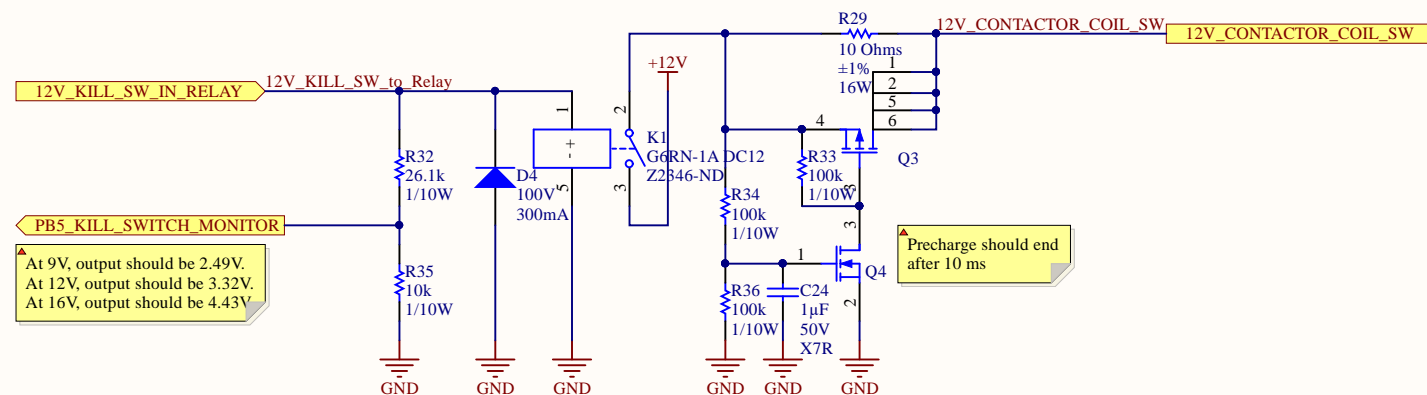 R29
10 Ohms
±1%
16W
12V_CONTACTOR_COIL_SW
12V_CONTACTOR_COIL_SW
+12V
12V_KILL_SW_IN_RELAY
12V_KILL_SW_to_Relay
1
2
5
6
4
3
Q3
R33
100k
1/10W
1
- +
5
2
3
K1
G6RN-1A DC12
Z2346-ND
R32
26.1k
1/10W
D4
100V
300mA
R34
100k
1/10W
PB5_KILL_SWITCH_MONITOR
At 9V, output should be 2.49V.
At 12V, output should be 3.32V.
At 16V, output should be 4.43V.
R35
10k
1/10W
3
1
2
Q4
Precharge should end
after 10 ms
R36
100k
1/10W
C24
1µF
50V
X7R
GND
GND
GND
GND
GND
GND